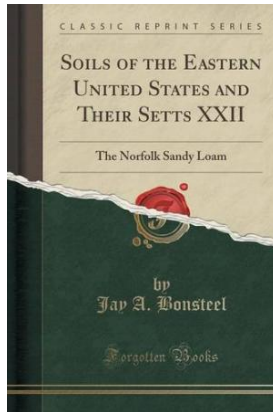 CLASSIC REPRINT SERIES
SOILS OF THE EASTERN
UNITED STATES AND
THEIR SETTS XXII
The Norfolk Sandy Loam
by
Jay A. Bonsteel
Forgotten Books